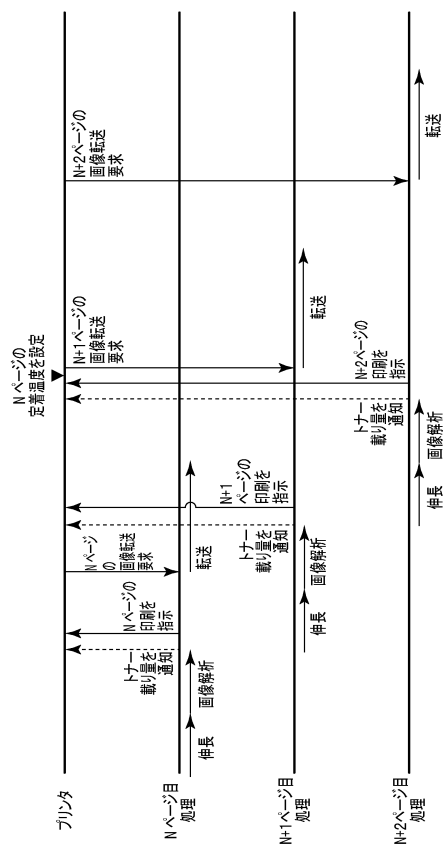 プリンタ
Nページ目
処理
N+1ページ目
処理
N+2ページ目
処理
伸長
画像解析
トナー
載り量を
通知
Nページの
印刷を
指示
Nページ
の画像転送
要求
転送
伸長
画像解析
トナー
載り量を
通知
N+1
ページの
印刷を
指示
Nページの
定着温度を設定
N+1ページの
画像転送
要求
転送
伸長
画像解析
トナー
載り量を
通知
N+2ページの
印刷を
指示
N+2ページの
画像転送
要求
転送